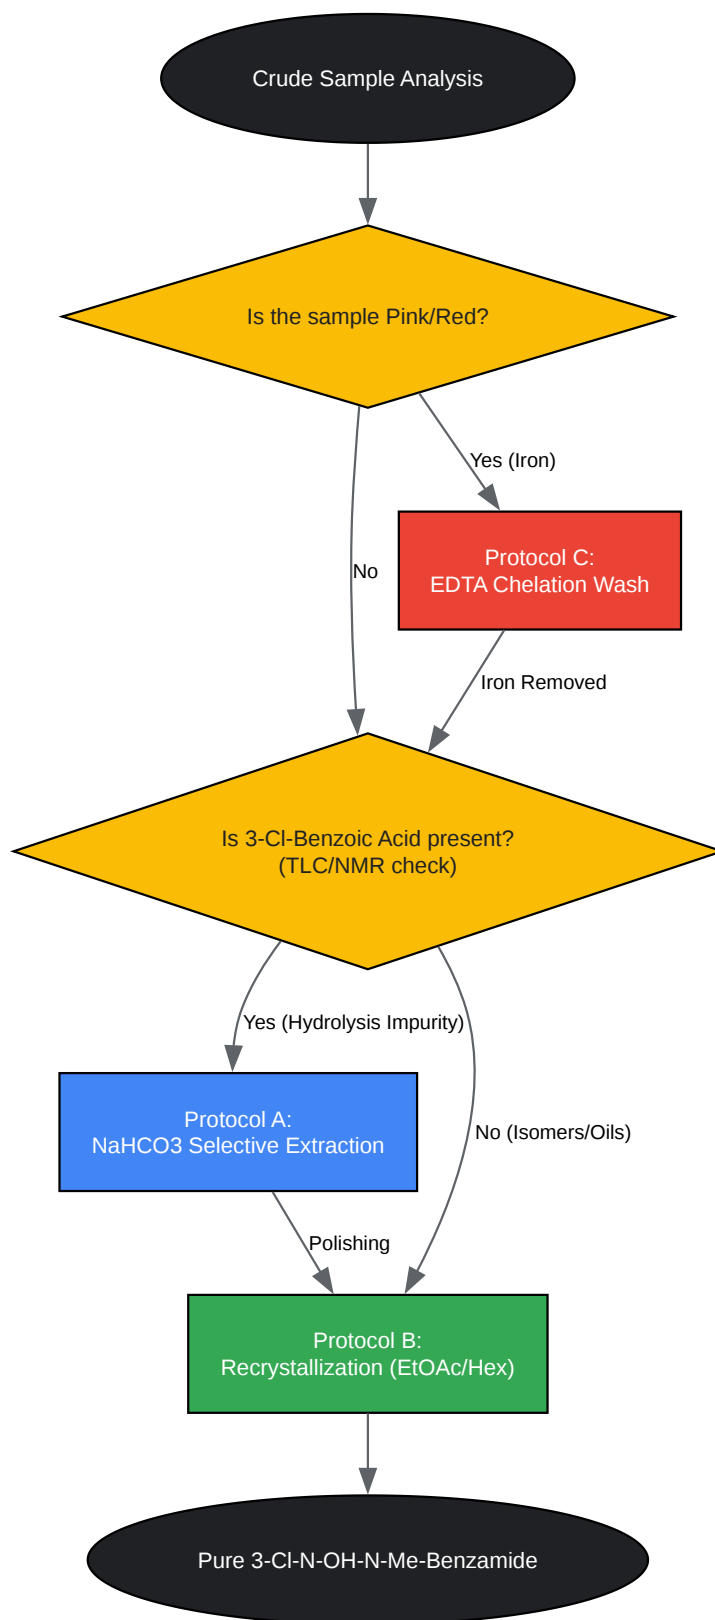 Crude Sample Analysis
Is the sample Pink/Red?
Yes (Iron)
Protocol C:
EDTA Chelation Wash
No
Iron Removed
Is 3-Cl-Benzoic Acid present?
(TLC/NMR check)
Yes (Hydrolysis Impurity)
Protocol A:
NaHCO3 Selective Extraction
No (Isomers/Oils)
Polishing
Protocol B:
Recrystallization (EtOAc/Hex)
Pure 3-Cl-N-OH-N-Me-Benzamide